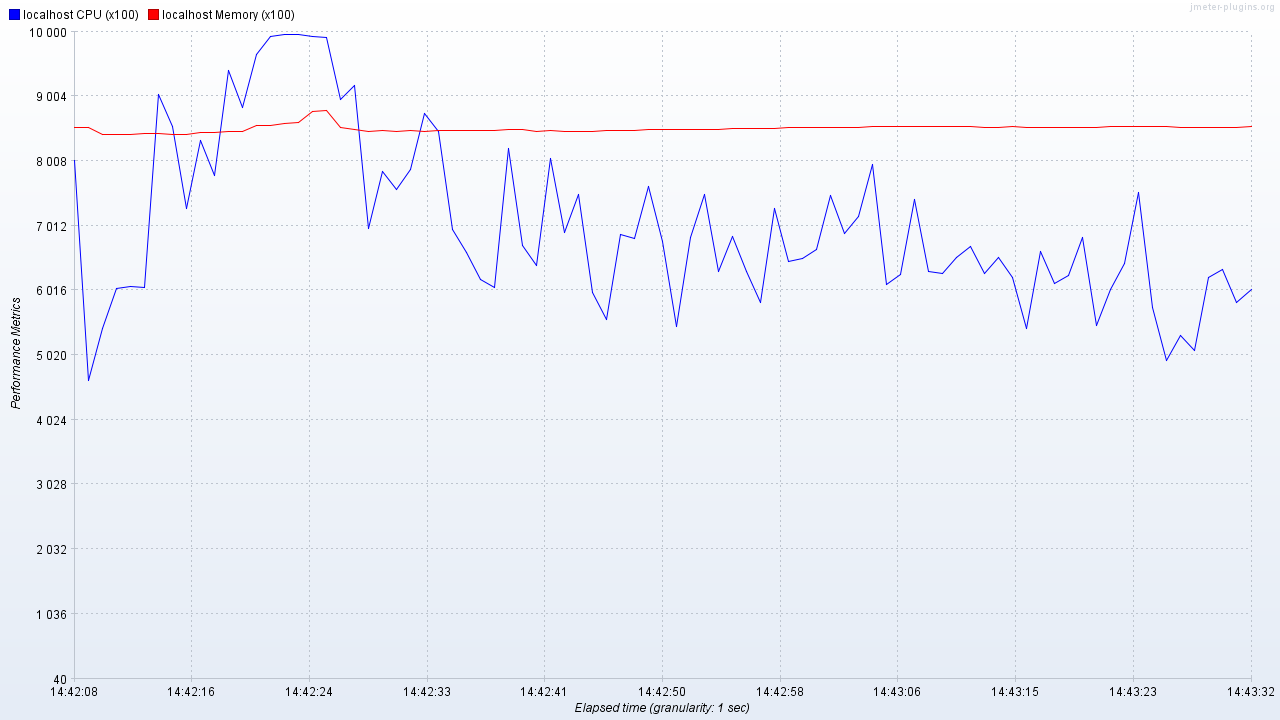 localhost CPU (x100) localhost Memory (x100)
jmeter-plugins.org
10 000
9 004
8 008
7 012
6 016
5 020
4 024
3 028
2 032
1 036
40
Performance Metrics
14:42:08 14:42:16 14:42:24 14:42:33 14:42:41 14:42:50 14:42:58 14:43:06 14:43:15 14:43:23 14:43:32
Elapsed time (granularity: 1 sec)